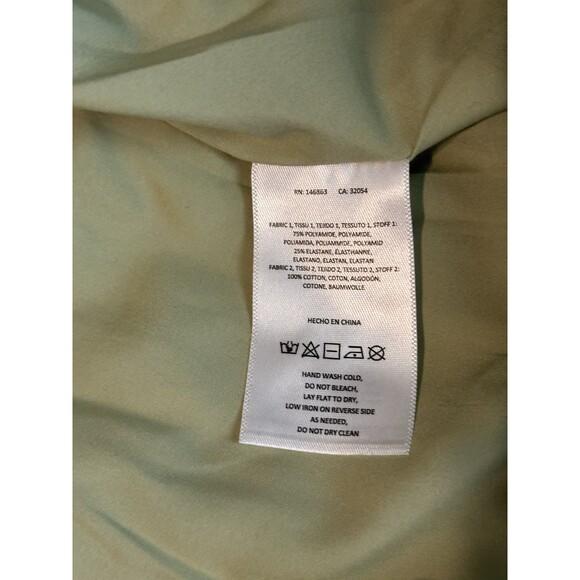 RN: 146863 CA: 32054
FABRIC 1, TISSU 1, TEJIDO 1, TESSUTO 1, STOFF 1:
75% POLYAMIDE, POLYAMIDE,
POLIAMIDA, POLIAMMIDE, POLYAMID
25% ELASTANE, ÉLASTHANNE,
ELASTANO, ELASTAN, ELASTAN
FABRIC 2, TISSU 2, TEJIDO 2, TESSUTO 2, STOFF 2:
100% COTTON, COTON, ALGODÓN,
COTONE, BAUMWOLLE
HECHO EN CHINA
HAND WASH COLD,
DO NOT BLEACH,
LAY FLAT TO DRY,
LOW IRON ON REVERSE SIDE
AS NEEDED,
DO NOT DRY CLEAN